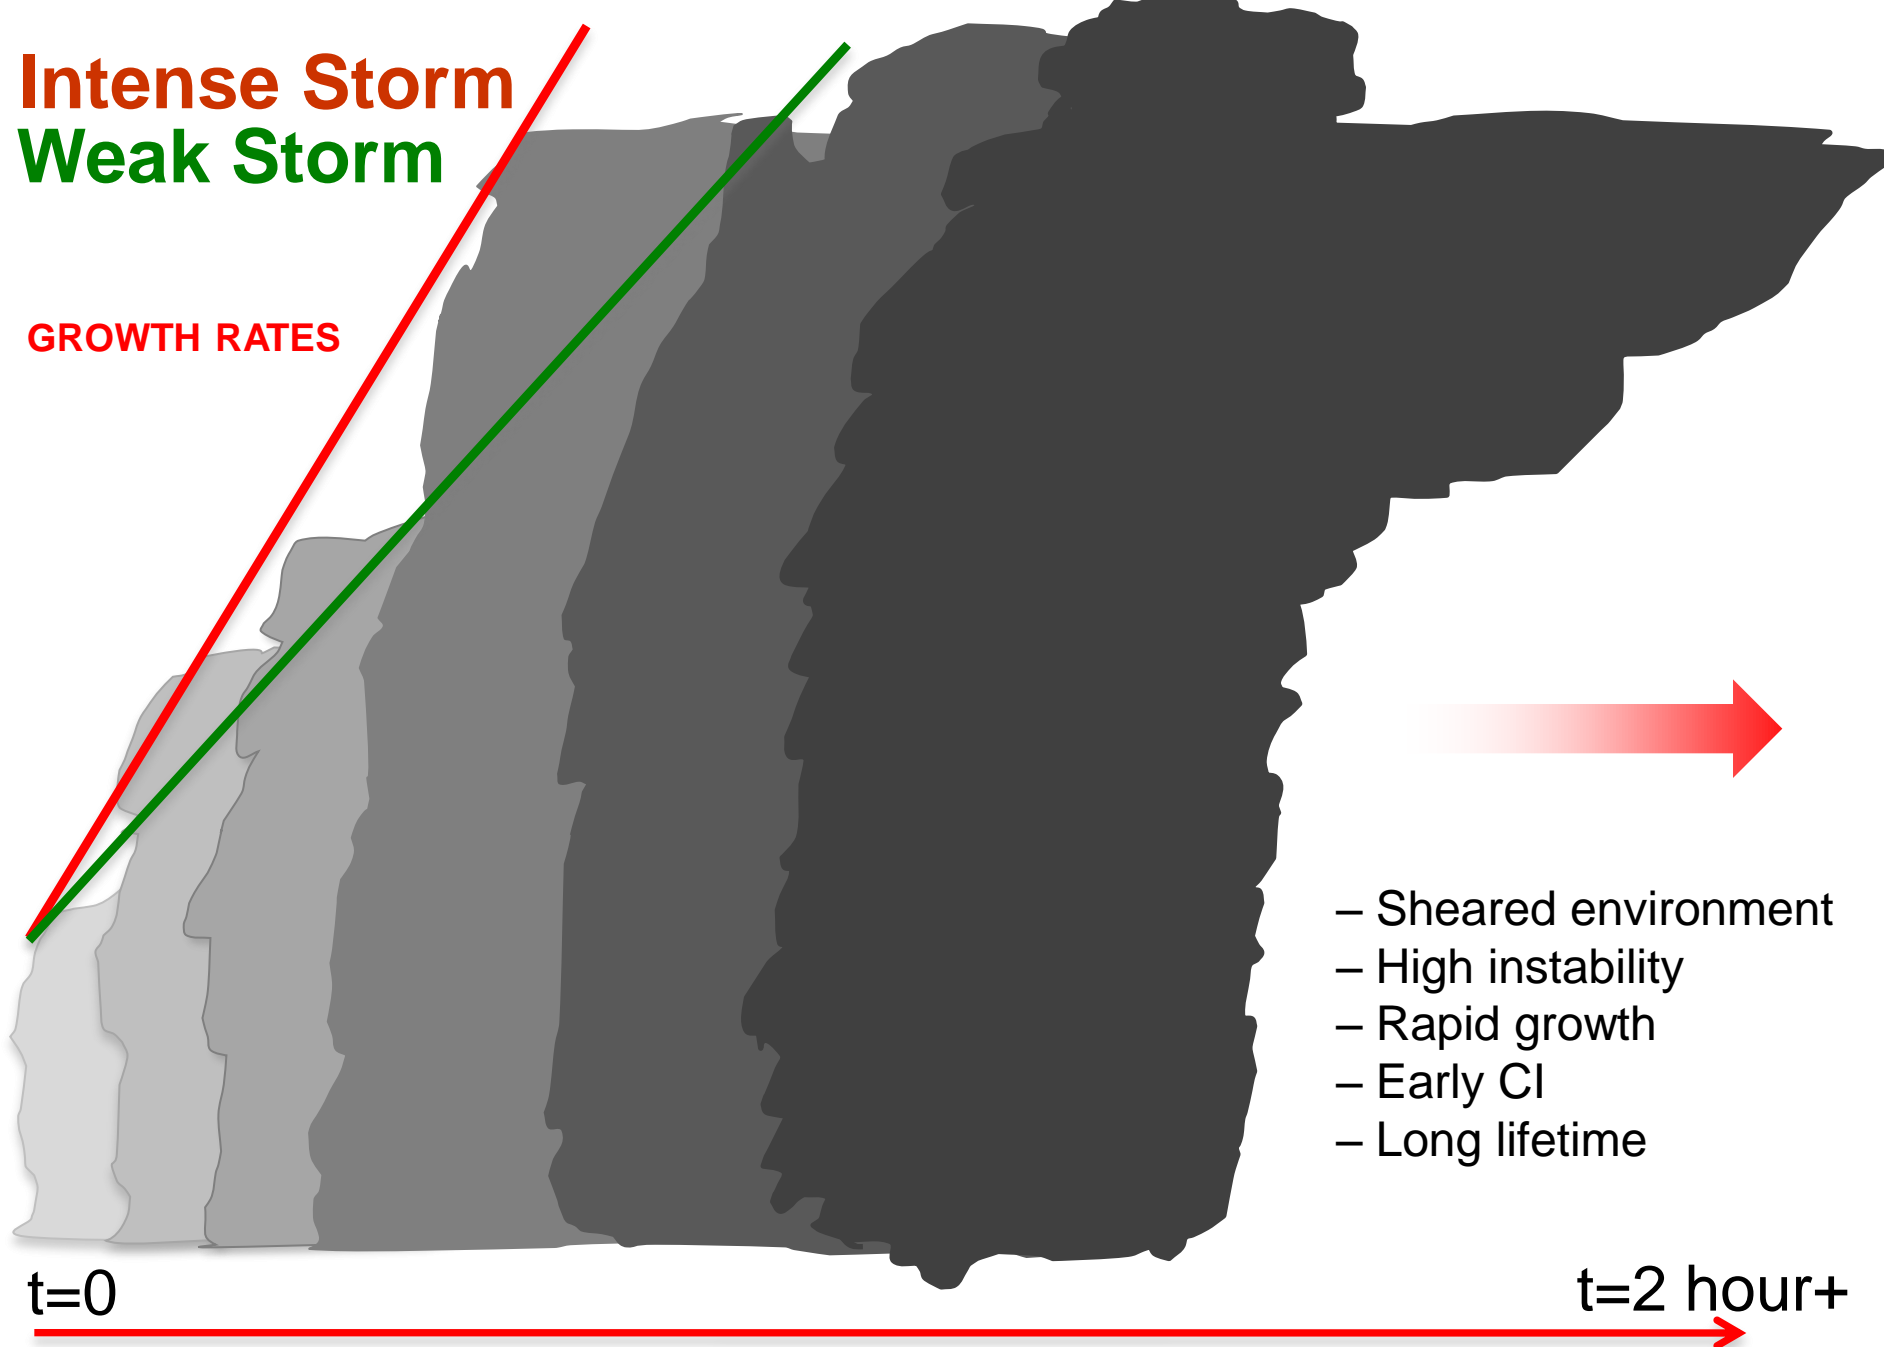 Intense Storm
Weak Storm
GROWTH RATES
– Sheared environment
– High instability
– Rapid growth
– Early CI
– Long lifetime
t=0
t=2 hour+